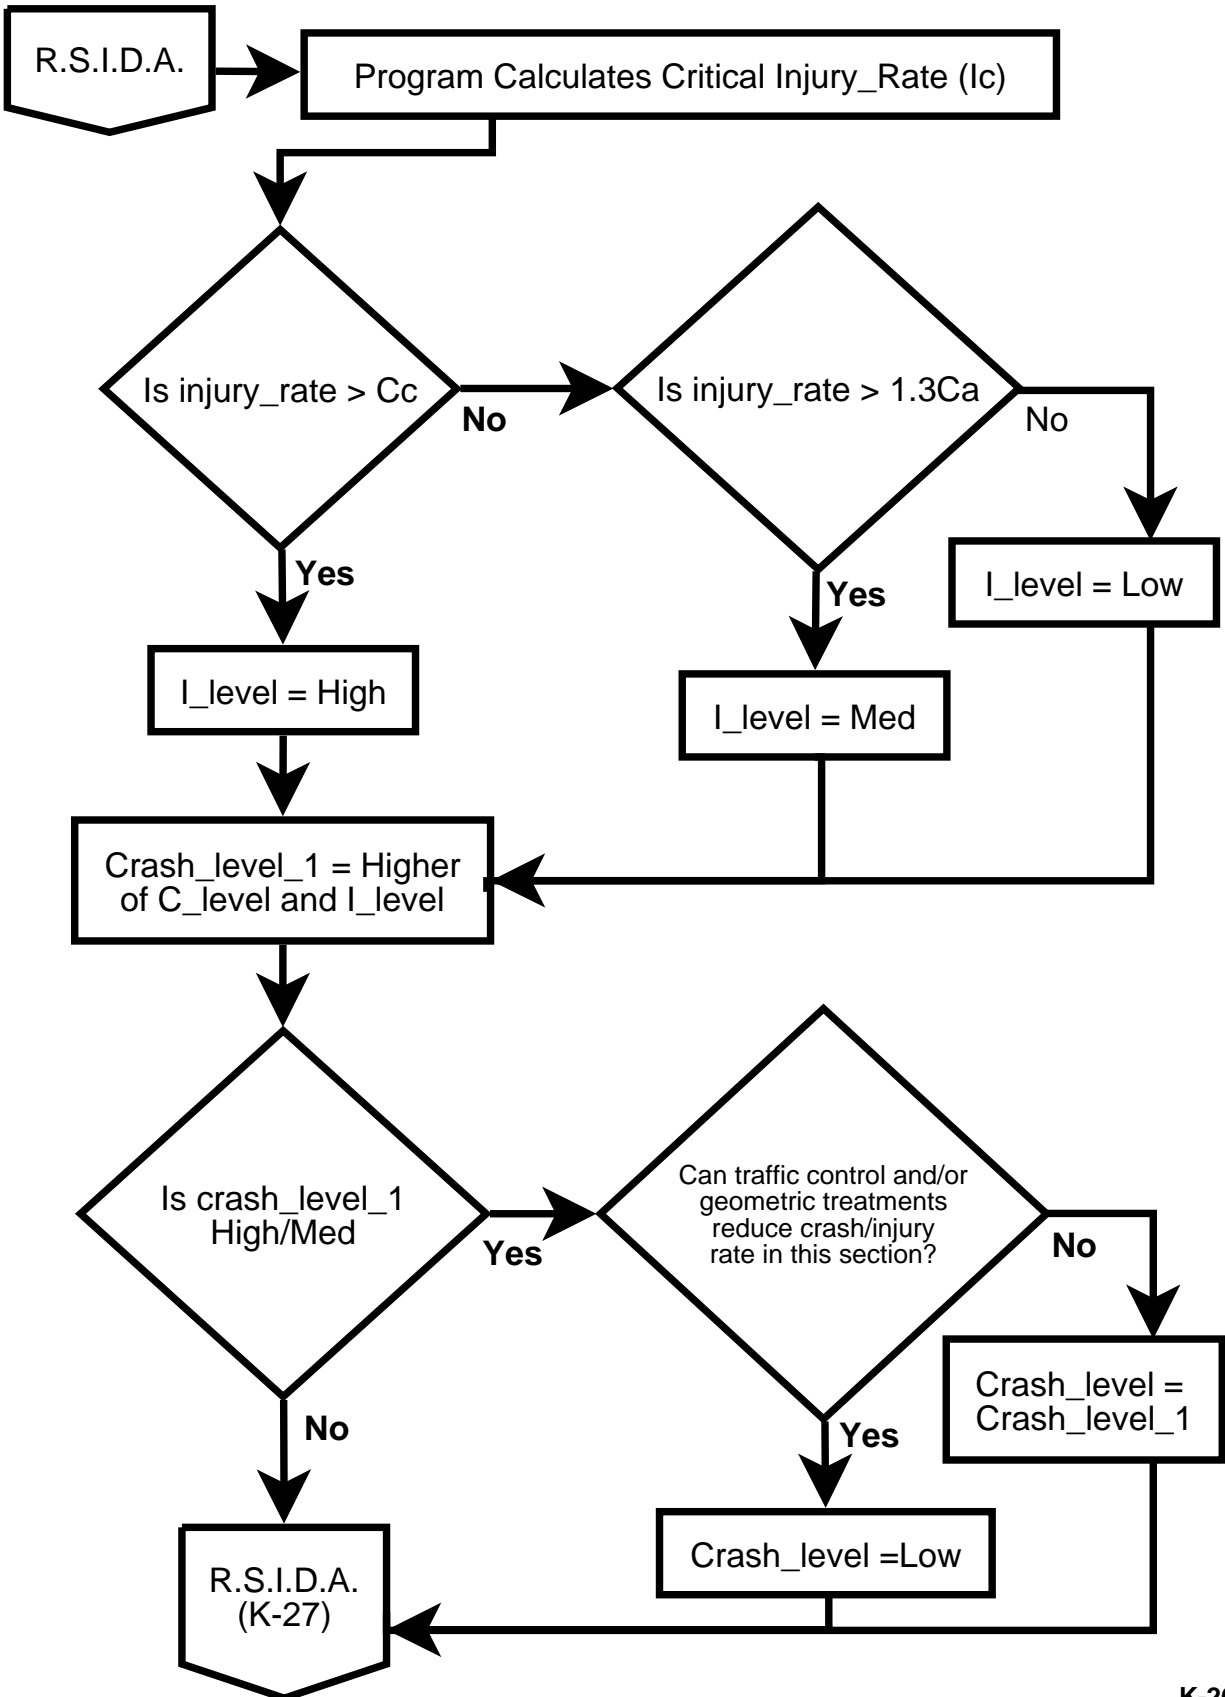 R.S.I.D.A.
Program Calculates Critical Injury_Rate (Ic)
Is injury_rate > Cc
No
Is injury_rate > 1.3Ca
No
Yes
Yes
I_level = Low
I_level = High
I_level = Med
Crash_level_1 = Higher
of C_level and I_level
Is crash_level_1
High/Med
Yes
Can traffic control and/or
geometric treatments
reduce crash/injury
rate in this section?
No
Crash_level =
Crash_level_1
No
Yes
Crash_level =Low
R.S.I.D.A.
(K-27)